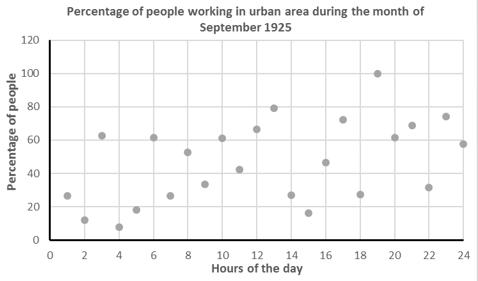 Percentage of people working in urban area during the month of
September 1925
120
100
80
60
40
20
0
Percentage of people
0 2 4 6 8 10 12 14 16 18 20 22 24
Hours of the day